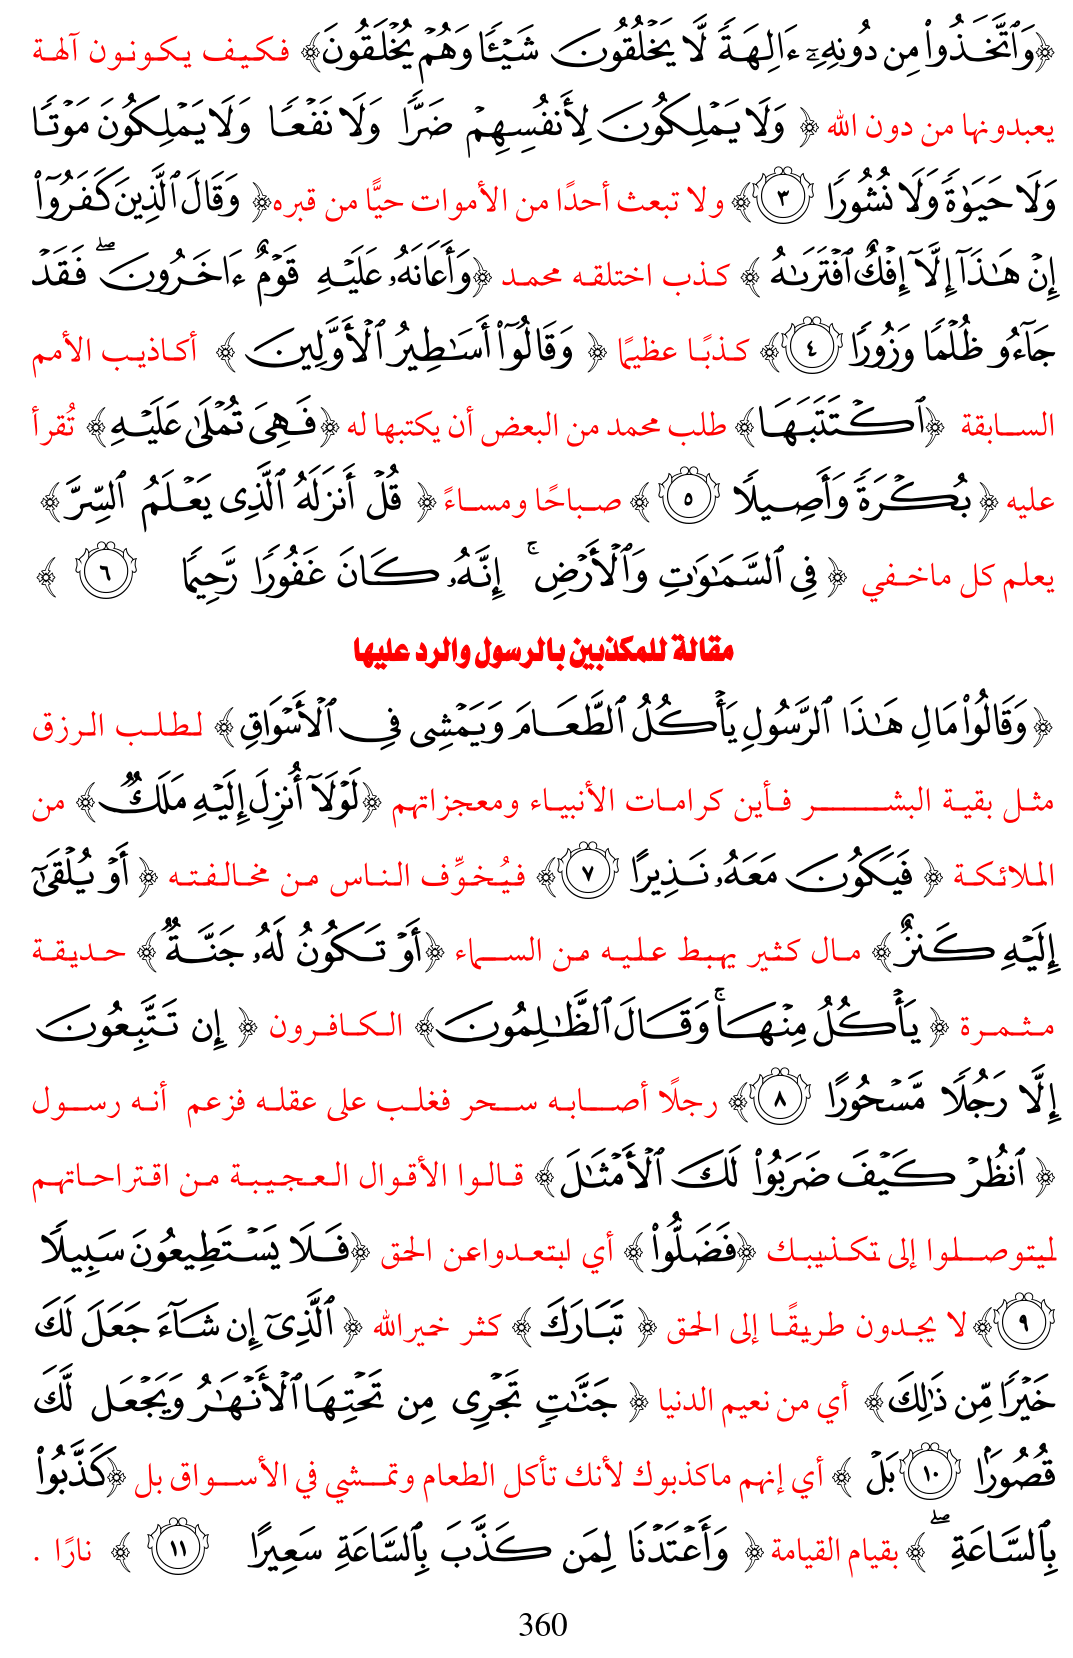 ﴿وَٱتَّخَذُوا۟ مِن دُونِهِۦٓ ءَالِهَةً لَّا يَخْلُقُونَ شَيْـًٔا وَهُمْ يُخْلَقُونَ﴾ فكيف يكونون آلهة
يعبدونها من دون الله ﴿ وَلَا يَمْلِكُونَ لِأَنفُسِهِمْ ضَرًّا وَلَا نَفْعًا وَلَا يَمْلِكُونَ مَوْتًا
وَلَا حَيَوٰةً وَلَا نُشُورًا ٣﴾ ولا تبعث أحدًا من الأموات حيًّا من قبره﴿ وَقَالَ ٱلَّذِينَ كَفَرُوٓا۟
إِنْ هَـٰذَآ إِلَّآ إِفْكٌ ٱفْتَرَىٰهُ ﴾ كذب اختلقه محمد ﴿وَأَعَانَهُۥ عَلَيْهِ قَوْمٌ ءَاخَرُونَ ۖ فَقَدْ
جَآءُو ظُلْمًا وَزُورًا ٤﴾ كذبًا عظيمًا ﴿ وَقَالُوٓا۟ أَسَـٰطِيرُ ٱلْأَوَّلِينَ ﴾ أكاذيب الأمم
السابقة ﴿ٱكْتَتَبَهَا﴾ طلب محمد من البعض أن يكتبها له ﴿فَهِىَ تُمْلَىٰ عَلَيْهِ﴾ تُقرأ
عليه ﴿ بُكْرَةً وَأَصِيلًا ٥ ﴾ صباحًا ومساءً ﴿ قُلْ أَنزَلَهُ ٱلَّذِى يَعْلَمُ ٱلسِّرَّ ﴾
يعلم كل ماخفي ﴿ فِى ٱلسَّمَـٰوَٰتِ وَٱلْأَرْضِ ۚ إِنَّهُۥ كَانَ غَفُورًا رَّحِيمًا ٦ ﴾
مقالة للمكذبين بالرسول والرد عليها
﴿ وَقَالُوا۟ مَالِ هَـٰذَا ٱلرَّسُولِ يَأْكُلُ ٱلطَّعَامَ وَيَمْشِى فِى ٱلْأَسْوَاقِ ﴾ لطلب الرزق
مثل بقية البشر فأين كرامات الأنبياء ومعجزاتهم ﴿لَوْلَآ أُنزِلَ إِلَيْهِ مَلَكٌ﴾ من
الملائكة ﴿ فَيَكُونَ مَعَهُۥ نَذِيرًا ٧﴾ فيُخوِّف الناس من مخالفته ﴿ أَوْ يُلْقَىٰٓ
إِلَيْهِ كَنزٌ﴾ مال كثير يهبط عليه من السماء ﴿أَوْ تَكُونُ لَهُۥ جَنَّةٌ﴾ حديقة
مثمرة ﴿ يَأْكُلُ مِنْهَا ۚ وَقَالَ ٱلظَّـٰلِمُونَ﴾ الكافرون ﴿ إِن تَتَّبِعُونَ
إِلَّا رَجُلًا مَّسْحُورًا ٨﴾ رجلًا أصابه سحر فغلب على عقله فزعم أنه رسول
﴿ ٱنظُرْ كَيْفَ ضَرَبُوا۟ لَكَ ٱلْأَمْثَـٰلَ ﴾ قالوا الأقوال العجيبة من اقتراحاتهم
ليتوصلوا إلى تكذيبك ﴿فَضَلُّوا۟ ﴾ أي لبتعدواعن الحق ﴿فَلَا يَسْتَطِيعُونَ سَبِيلًا
٩﴾ لا يجدون طريقًا إلى الحق ﴿ تَبَارَكَ ﴾ كثر خيرالله ﴿ ٱلَّذِىٓ إِن شَآءَ جَعَلَ لَكَ
خَيْرًا مِّن ذَٰلِكَ﴾ أي من نعيم الدنيا ﴿ جَنَّـٰتٍ تَجْرِى مِن تَحْتِهَا ٱلْأَنْهَـٰرُ وَيَجْعَل لَّكَ
قُصُورًۢا ١٠ بَلْ ﴾ أي إنهم ماكذبوك لأنك تأكل الطعام وتمشي في الأسواق بل ﴿كَذَّبُوا۟
بِٱلسَّاعَةِ ۖ ﴾ بقيام القيامة ﴿ وَأَعْتَدْنَا لِمَن كَذَّبَ بِٱلسَّاعَةِ سَعِيرًا ١١ ﴾ نارًا .
360